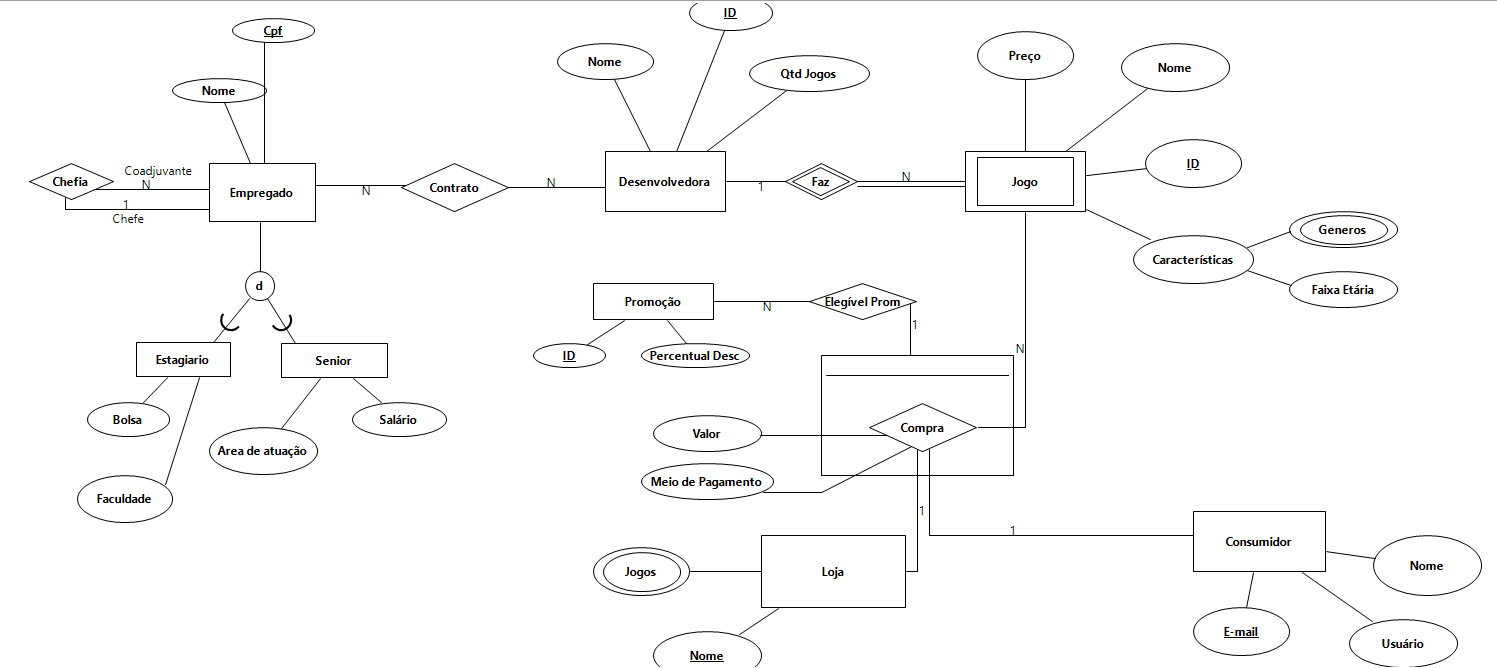 ID
Cpf
Preço
Nome
Nome
Qtd Jogos
Nome
ID
Coadjuvante
N
Chefia
1
Chefe
Empregado
N
Contrato
N
Desenvolvedora
1
Faz
N
Jogo
Generos
Características
Faixa Etária
d
Promoção
N
Elegível Prom
1
ID
Percentual Desc
N
Estagiario
Senior
Bolsa
Salário
Area de atuação
Faculdade
Valor
Compra
Meio de Pagamento
1
1
Jogos
Loja
Consumidor
Nome
E-mail
Usuário
Nome